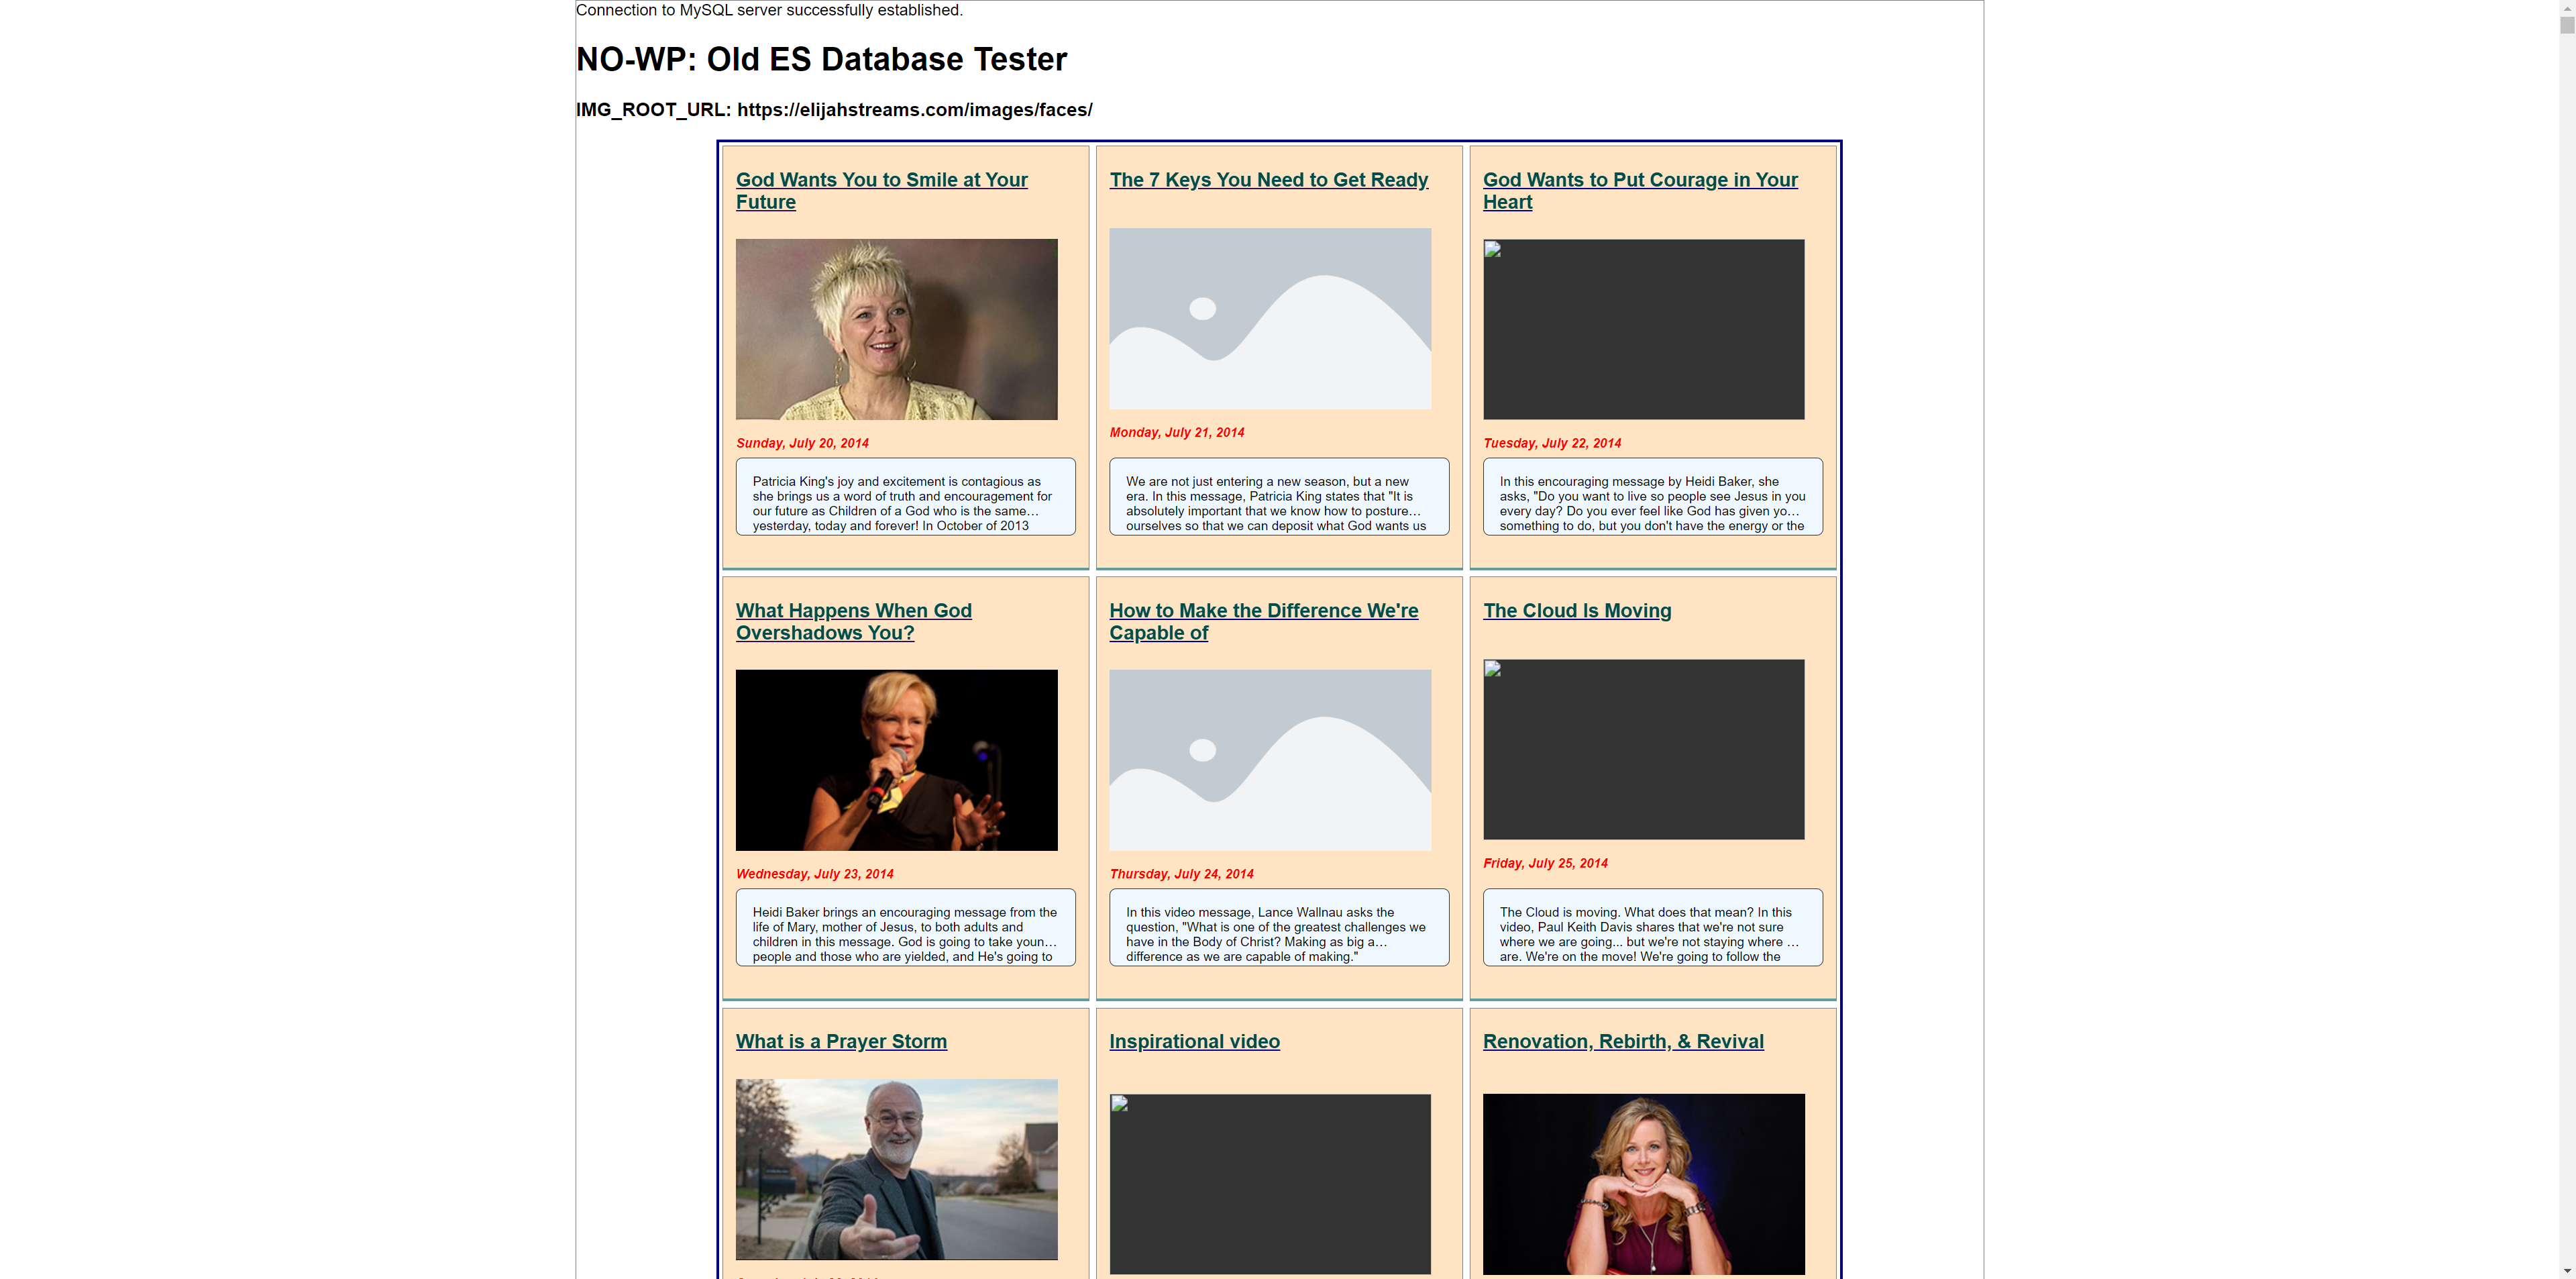 Connection to MySQL server successfully established.
NO-WP: Old ES Database Tester
IMG_ROOT_URL: https://elijahstreams.com/images/faces/
God Wants You to Smile at Your
Future
Sunday, July 20, 2014
Patricia King's joy and excitement is contagious as
she brings us a word of truth and encouragement for
our future as Children of a God who is the same…
yesterday, today and forever! In October of 2013
The 7 Keys You Need to Get Ready
Monday, July 21, 2014
We are not just entering a new season, but a new
era. In this message, Patricia King states that "It is
absolutely important that we know how to posture…
ourselves so that we can deposit what God wants us
God Wants to Put Courage in Your
Heart
Tuesday, July 22, 2014
In this encouraging message by Heidi Baker, she
asks, "Do you want to live so people see Jesus in you
every day? Do you ever feel like God has given yo…
something to do, but you don't have the energy or the
What Happens When God
Overshadows You?
Wednesday, July 23, 2014
Heidi Baker brings an encouraging message from the
life of Mary, mother of Jesus, to both adults and
children in this message. God is going to take youn…
people and those who are yielded, and He's going to
How to Make the Difference We're
Capable of
Thursday, July 24, 2014
In this video message, Lance Wallnau asks the
question, "What is one of the greatest challenges we
have in the Body of Christ? Making as big a…
difference as we are capable of making."
The Cloud Is Moving
Friday, July 25, 2014
The Cloud is moving. What does that mean? In this
video, Paul Keith Davis shares that we're not sure
where we are going... but we're not staying where …
are. We're on the move! We're going to follow the
What is a Prayer Storm
Inspirational video
Renovation, Rebirth, & Revival